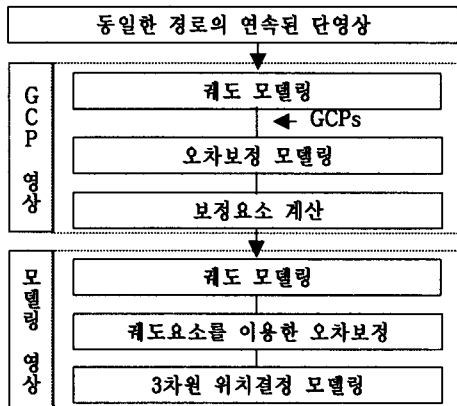 동일한 경로의 연속된 단영상
GCP 영상
궤도 모델링
GCPs
오차보정 모델링
보정요소 계산
모델링 영상
궤도 모델링
궤도요소를 이용한 오차보정
3차원 위치결정 모델링